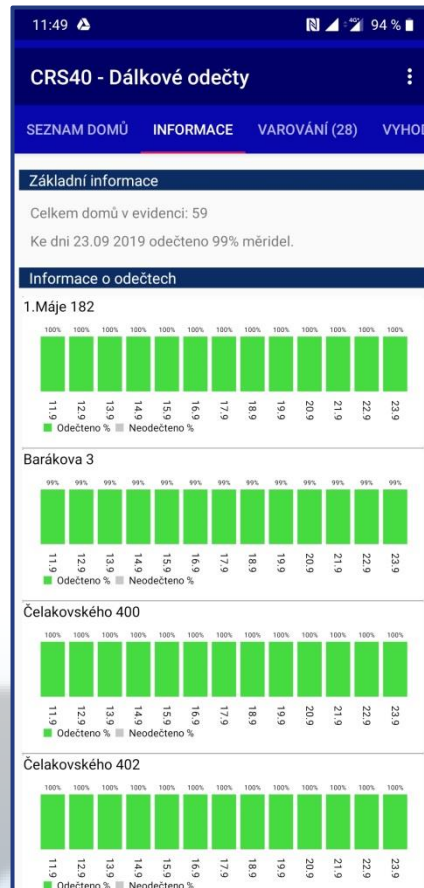 11:49 4G 94 %
CRS40 - Dálkové odečty
SEZNAM DOMŮ INFORMACE VAROVÁNÍ (28) VYHOD
Základní informace
Celkem domů v evidenci: 59
Ke dni 23.09 2019 odečteno 99% měridel.
Informace o odečtech
1.Máje 182
100% 100% 100% 100% 100% 100% 100% 100% 100% 100% 100% 100% 100%
11.9 12.9 13.9 14.9 15.9 16.9 17.9 18.9 19.9 20.9 21.9 22.9 23.9
Odečteno % Neodečteno %
Barákova 3
99% 99% 99% 99% 99% 99% 99% 99% 99% 99% 99% 99% 99%
11.9 12.9 13.9 14.9 15.9 16.9 17.9 18.9 19.9 20.9 21.9 22.9 23.9
Odečteno % Neodečteno %
Čelakovského 400
100% 100% 100% 100% 100% 100% 100% 100% 100% 100% 100% 100% 100%
11.9 12.9 13.9 14.9 15.9 16.9 17.9 18.9 19.9 20.9 21.9 22.9 23.9
Odečteno % Neodečteno %
Čelakovského 402
100% 100% 100% 100% 100% 100% 100% 100% 100% 100% 100% 100% 100%
11.9 12.9 13.9 14.9 15.9 16.9 17.9 18.9 19.9 20.9 21.9 22.9 23.9
Odečteno % Neodečteno %